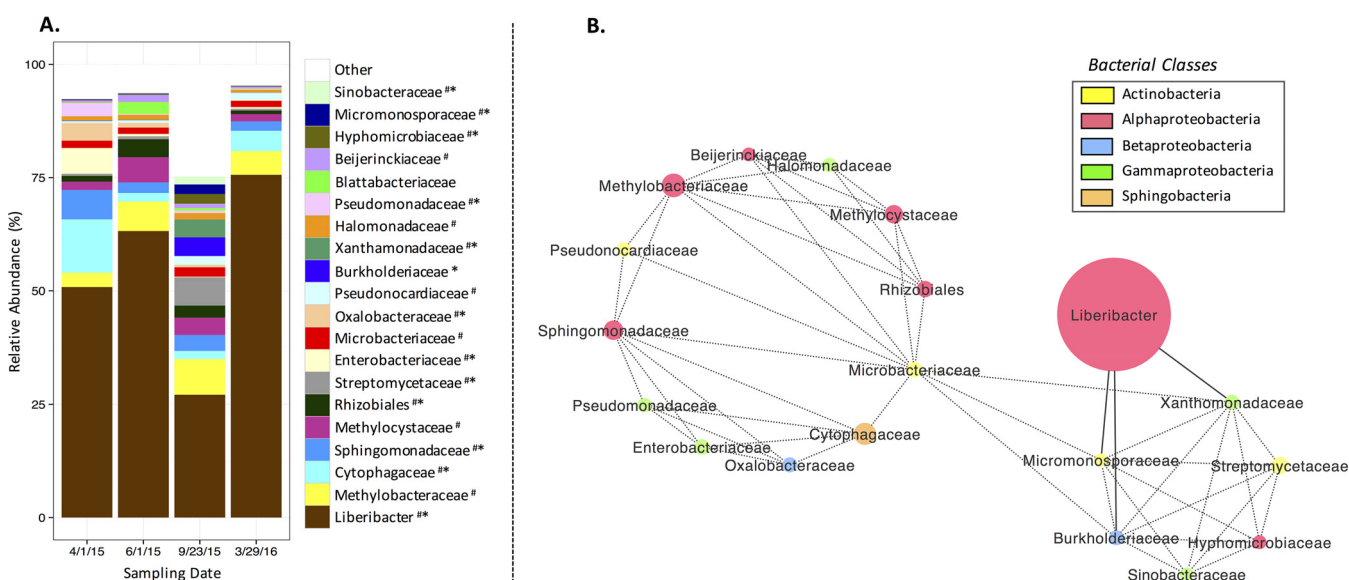 A.
100
75
50
25
0
Relative Abundance (%)
4/1/15 6/1/15 9/23/15 3/29/16
Sampling Date
Other
Sinobacteraceae #*
Micromonosporaceae #*
Hyphomicrobiaceae #*
Beijerinckiaceae #
Blattabacteriaceae
Pseudomonadaceae #*
Halomonadaceae #
Xanthamonadaceae #*
Burkholderiaceae *
Pseudonocardiaceae #
Oxalobacteraceae #*
Microbacteriaceae #
Enterobacteriaceae #*
Streptomycetaceae #*
Rhizobiales #*
Methylocystaceae #
Sphingomonadaceae #*
Cytophagaceae #*
Methylobacteraceae #
Liberibacter #*
B.
Bacterial Classes
Actinobacteria
Alphaproteobacteria
Betaproteobacteria
Gammaproteobacteria
Sphingobacteria
Beijerinckiaceae
Halomonadaceae
Methylobacteriaceae
Methylocystaceae
Pseudonocardiaceae
Rhizobiales
Liberibacter
Sphingomonadaceae
Microbacteriaceae
Pseudomonadaceae
Xanthomonadaceae
Cytophagaceae
Enterobacteriaceae
Oxalobacteraceae
Micromonosporaceae
Streptomycetaceae
Burkholderiaceae
Hyphomicrobiaceae
Sinobacteraceae